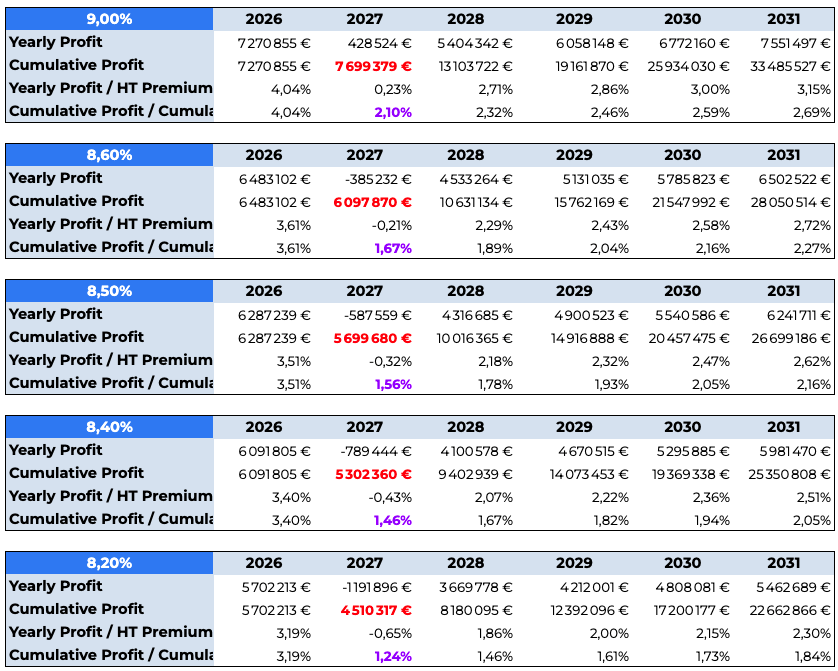 9,00% 2026 2027 2028 2029 2030 2031
Yearly Profit 7 270 855 € 428 524 € 5 404 342 € 6 058 148 € 6 772 160 € 7 551 497 €
Cumulative Profit 7 270 855 € 7 699 379 € 13 103 722 € 19 161 870 € 25 934 030 € 33 485 527 €
Yearly Profit / HT Premium 4,04% 0,23% 2,71% 2,86% 3,00% 3,15%
Cumulative Profit / Cumula 4,04% 2,10% 2,32% 2,46% 2,59% 2,69%
8,60% 2026 2027 2028 2029 2030 2031
Yearly Profit 6 483 102 € -385 232 € 4 533 264 € 5 131 035 € 5 785 823 € 6 502 522 €
Cumulative Profit 6 483 102 € 6 097 870 € 10 631 134 € 15 762 169 € 21 547 992 € 28 050 514 €
Yearly Profit / HT Premium 3,61% -0,21% 2,29% 2,43% 2,58% 2,72%
Cumulative Profit / Cumula 3,61% 1,67% 1,89% 2,04% 2,16% 2,27%
8,50% 2026 2027 2028 2029 2030 2031
Yearly Profit 6 287 239 € -587 559 € 4 316 685 € 4 900 523 € 5 540 586 € 6 241 711 €
Cumulative Profit 6 287 239 € 5 699 680 € 10 016 365 € 14 916 888 € 20 457 475 € 26 699 186 €
Yearly Profit / HT Premium 3,51% -0,32% 2,18% 2,32% 2,47% 2,62%
Cumulative Profit / Cumula 3,51% 1,56% 1,78% 1,93% 2,05% 2,16%
8,40% 2026 2027 2028 2029 2030 2031
Yearly Profit 6 091 805 € -789 444 € 4 100 578 € 4 670 515 € 5 295 885 € 5 981 470 €
Cumulative Profit 6 091 805 € 5 302 360 € 9 402 939 € 14 073 453 € 19 369 338 € 25 350 808 €
Yearly Profit / HT Premium 3,40% -0,43% 2,07% 2,22% 2,36% 2,51%
Cumulative Profit / Cumula 3,40% 1,46% 1,67% 1,82% 1,94% 2,05%
8,20% 2026 2027 2028 2029 2030 2031
Yearly Profit 5 702 213 € -1 191 896 € 3 669 778 € 4 212 001 € 4 808 081 € 5 462 689 €
Cumulative Profit 5 702 213 € 4 510 317 € 8 180 095 € 12 392 096 € 17 200 177 € 22 662 866 €
Yearly Profit / HT Premium 3,19% -0,65% 1,86% 2,00% 2,15% 2,30%
Cumulative Profit / Cumula 3,19% 1,24% 1,46% 1,61% 1,73% 1,84%